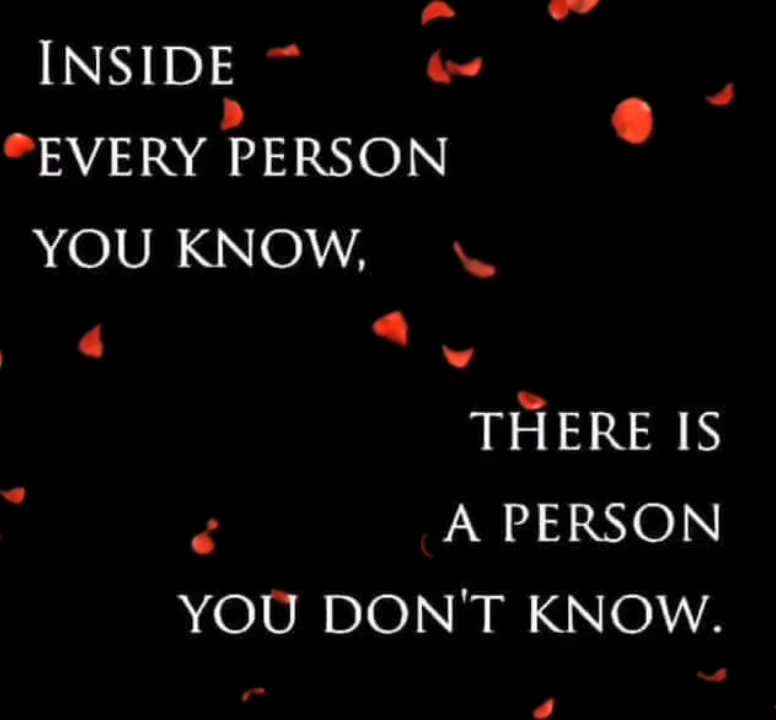 Inside
every person
you know,
there is
a person
you don't know.